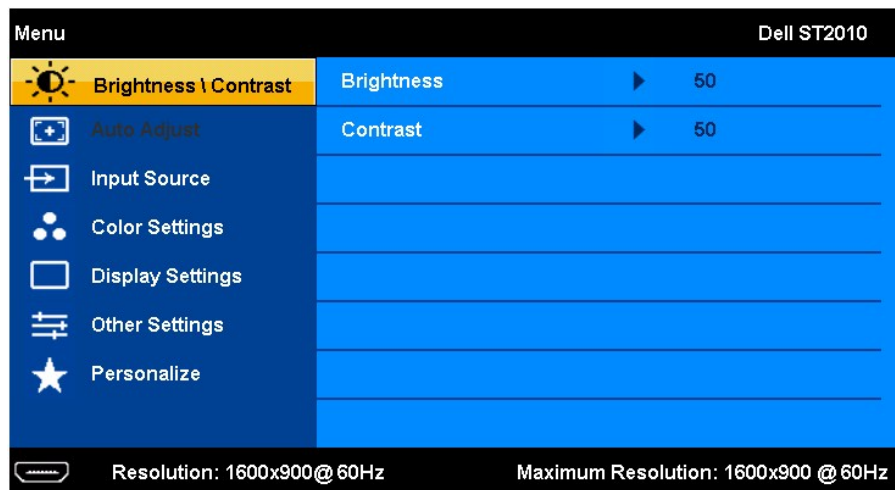 Menu Dell ST2010
Brightness \ Contrast Brightness 50
Auto Adjust Contrast 50
Input Source
Color Settings
Display Settings
Other Settings
Personalize
Resolution: 1600x900@60Hz Maximum Resolution: 1600x900 @60Hz